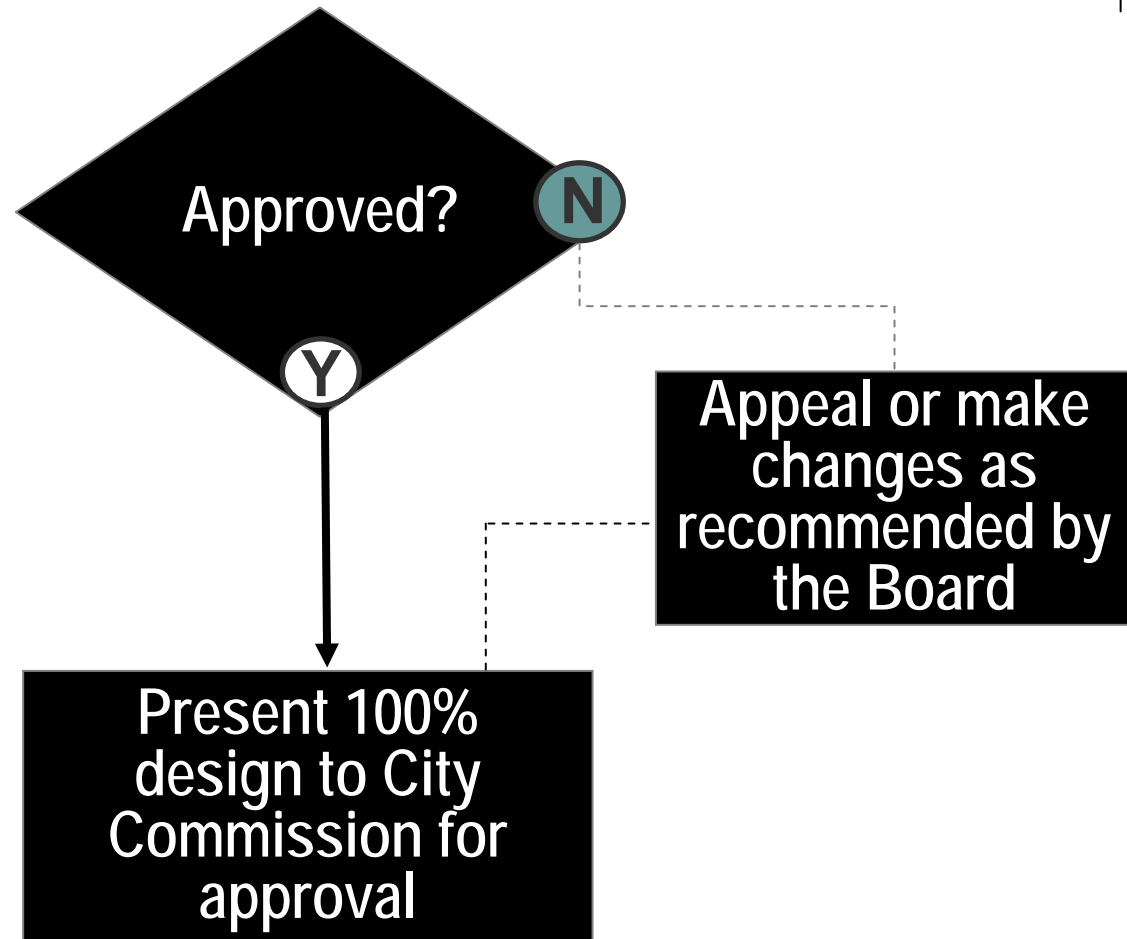 Approved?
N
Y
Appeal or make
changes as
recommended by
the Board
Present 100%
design to City
Commission for
approval